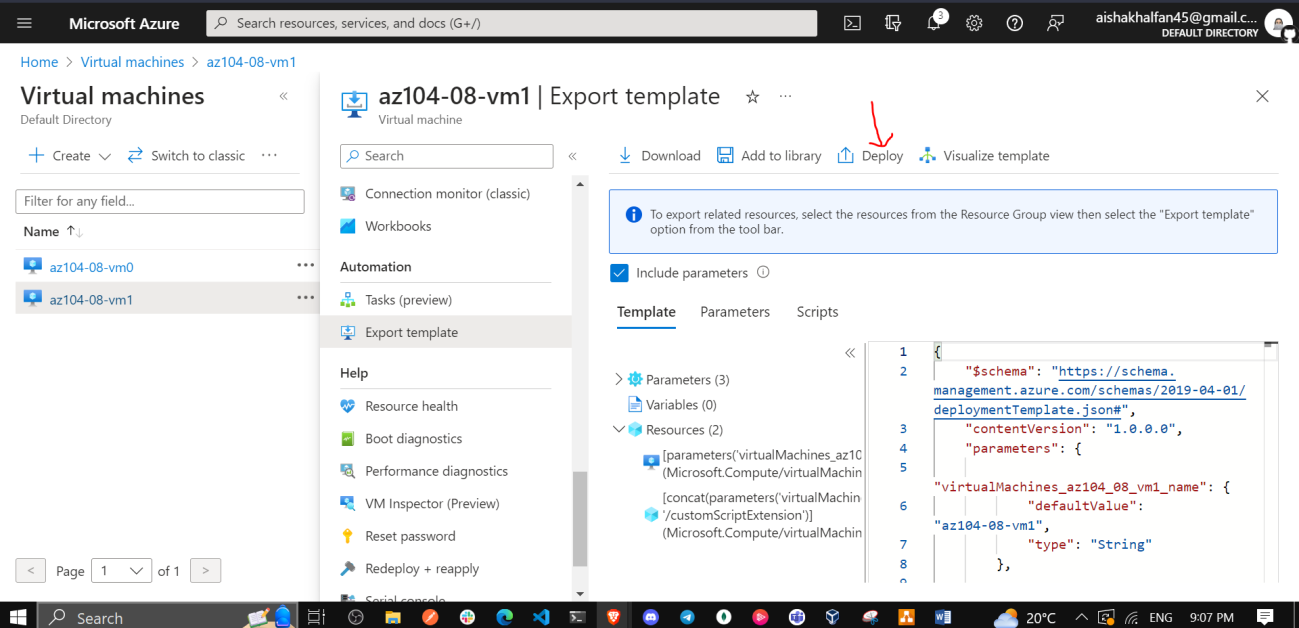 Microsoft Azure
Search resources, services, and docs (G+/)
3
aishakhalfan45@gmail.c...
DEFAULT DIRECTORY
Home > Virtual machines > az104-08-vm1
Virtual machines
«
Default Directory
Create
Switch to classic
...
Filter for any field...
Name ↑↓
az104-08-vm0
...
az104-08-vm1
...
< Page 1 of 1 >
az104-08-vm1 | Export template
...
Virtual machine
Search
«
Connection monitor (classic)
Workbooks
Automation
Tasks (preview)
Export template
Help
Resource health
Boot diagnostics
Performance diagnostics
VM Inspector (Preview)
Reset password
Redeploy + reapply
Serial console
Download
Add to library
Deploy
Visualize template
To export related resources, select the resources from the Resource Group view then select the "Export template"
option from the tool bar.
Include parameters
Template
Parameters
Scripts
«
Parameters (3)
Variables (0)
Resources (2)
[parameters('virtualMachines_az10
(Microsoft.Compute/virtualMachin
[concat(parameters('virtualMachine
'/customScriptExtension')]
(Microsoft.Compute/virtualMachin
1 {
2 "$schema": "https://schema.
management.azure.com/schemas/2019-04-01/
deploymentTemplate.json#",
3 "contentVersion": "1.0.0.0",
4 "parameters": {
5
"virtualMachines_az104_08_vm1_name": {
6 "defaultValue":
"az104-08-vm1",
7 "type": "String"
8 },
Search
20°C
ENG
9:07 PM